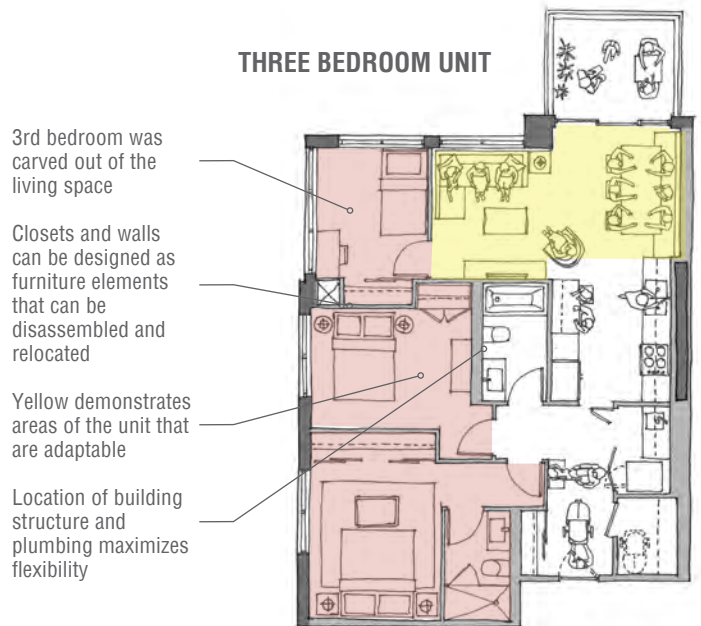 THREE BEDROOM UNIT
3rd bedroom was
carved out of the
living space
Closets and walls
can be designed as
furniture elements
that can be
disassembled and
relocated
Yellow demonstrates
areas of the unit that
are adaptable
Location of building
structure and
plumbing maximizes
flexibility